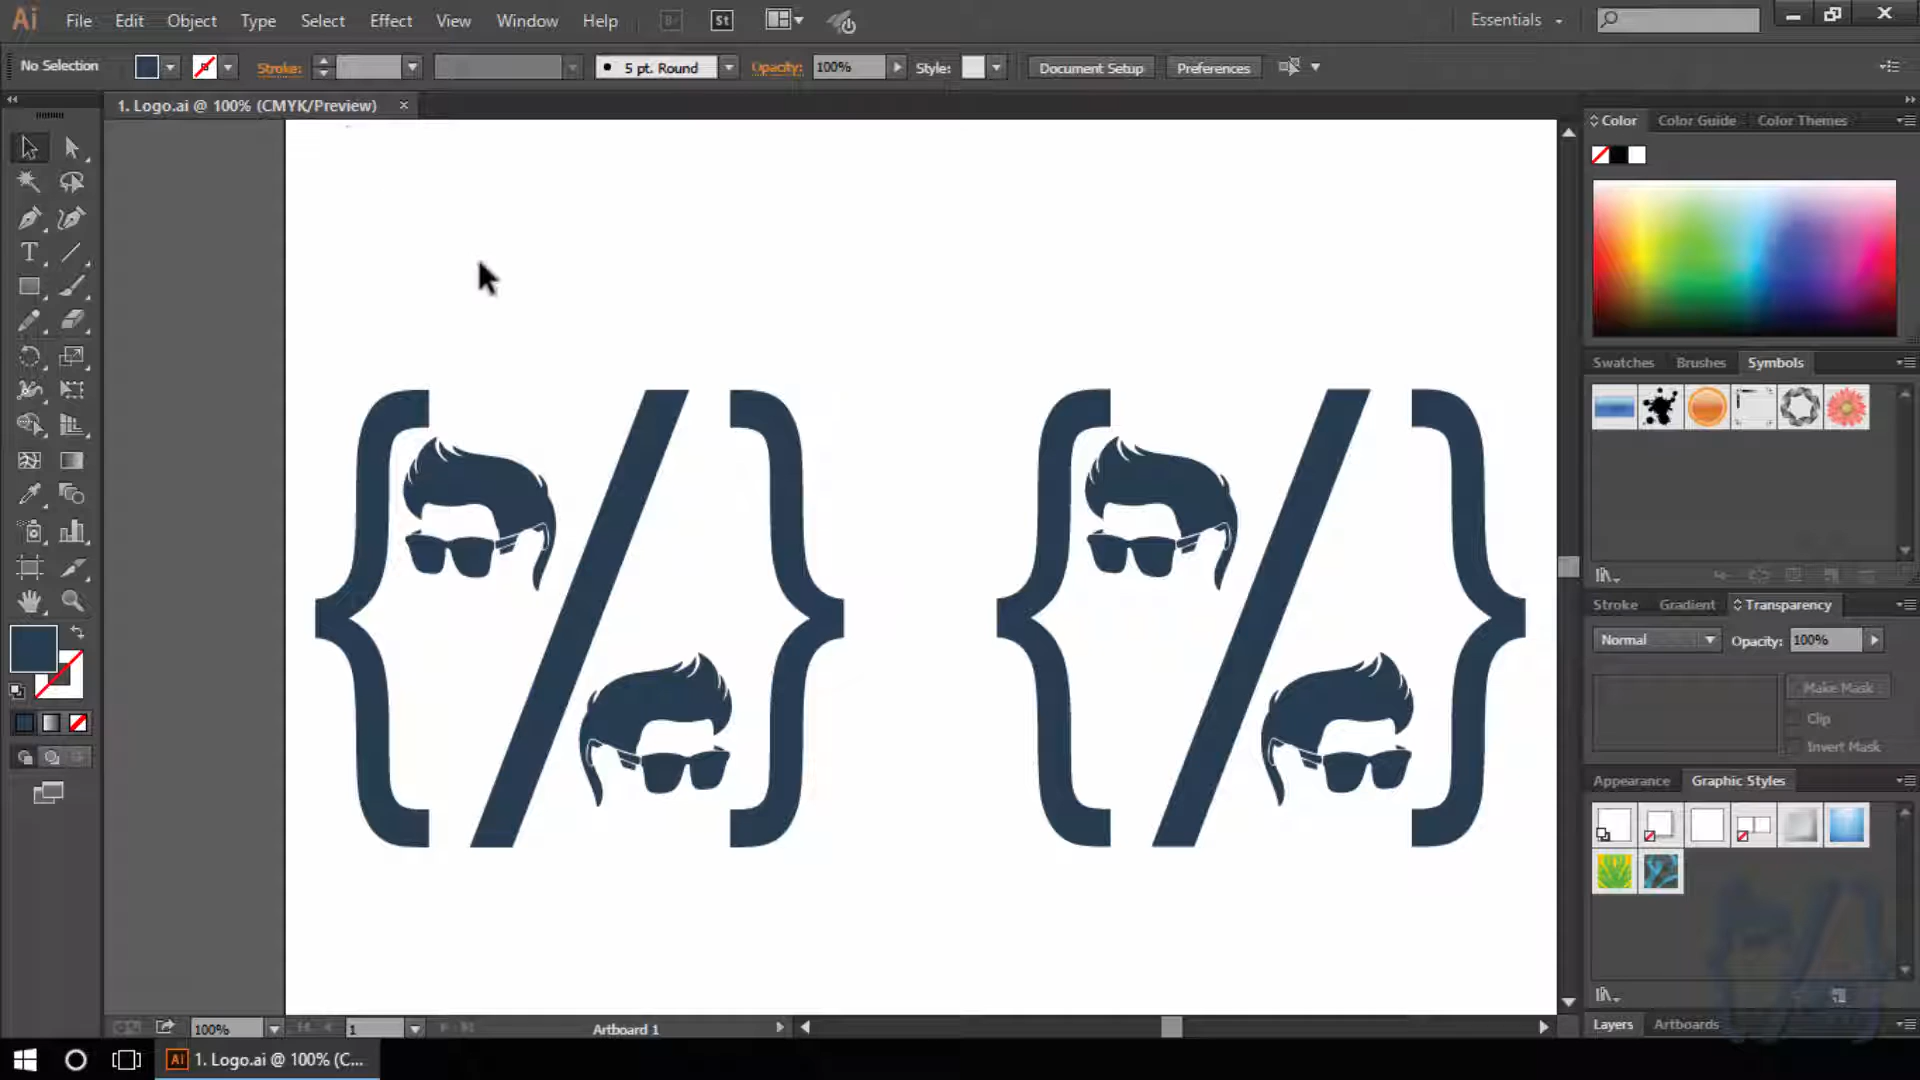 Ai File Edit Object Type Select Effect View Window Help Br St Essentials
No Selection Stroke: 5 pt. Round Opacity: 100% Style: Document Setup Preferences
1. Logo.ai @ 100% (CMYK/Preview)
Color Color Guide Color Themes
T
Swatches Brushes Symbols
Stroke Gradient Transparency
Normal Opacity: 100%
Make Mask
Clip
Invert Mask
Appearance Graphic Styles
{/} {/}
100% 1 Artboard 1
Layers Artboards
Ai 1. Logo.ai @ 100% (C...